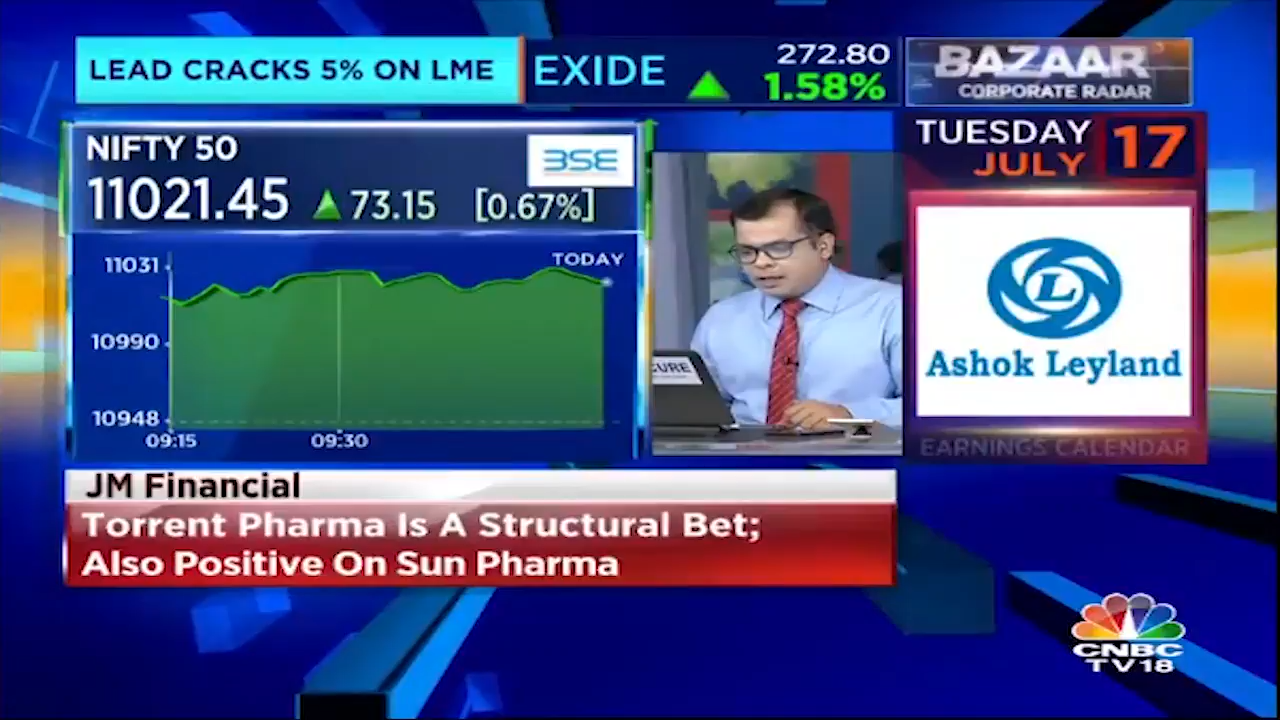 LEAD CRACKS 5% ON LME
EXIDE
272.80
1.58%
BAZAAR
CORPORATE RADAR
NIFTY 50
BSE
11021.45
73.15
[0.67%]
TODAY
11031
10990
10948
09:15
09:30
CURE
TUESDAY
JULY
17
L
Ashok Leyland
EARNINGS CALENDAR
JM Financial
Torrent Pharma Is A Structural Bet;
Also Positive On Sun Pharma
CNBC
TV18